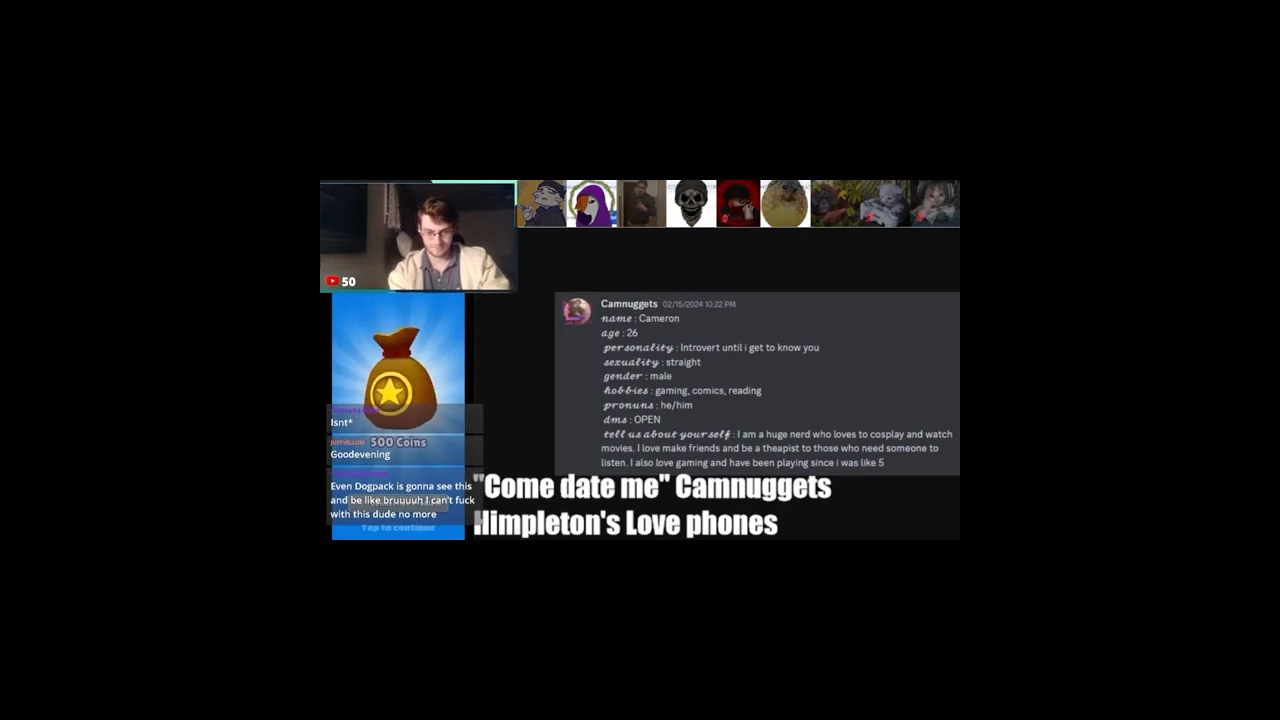 50
Camnuggets 02/15/2024 10:22 PM
name : Cameron
age : 26
personality : Introvert until i get to know you
sexuality : straight
gender : male
hobbies : gaming, comics, reading
pronuns : he/him
dms : OPEN
tell us about yourself : I am a huge nerd who loves to cosplay and watch
movies. I love make friends and be a theapist to those who need someone to
listen. I also love gaming and have been playing since i was like 5
Isnt*
JUSTVELLUM
500 Coins
Goodevening
Even Dogpack is gonna see this
and be like bruuuuh I can't fuck
with this dude no more
Tap to continue
"Come date me" Camnuggets
Himpleton's Love phones